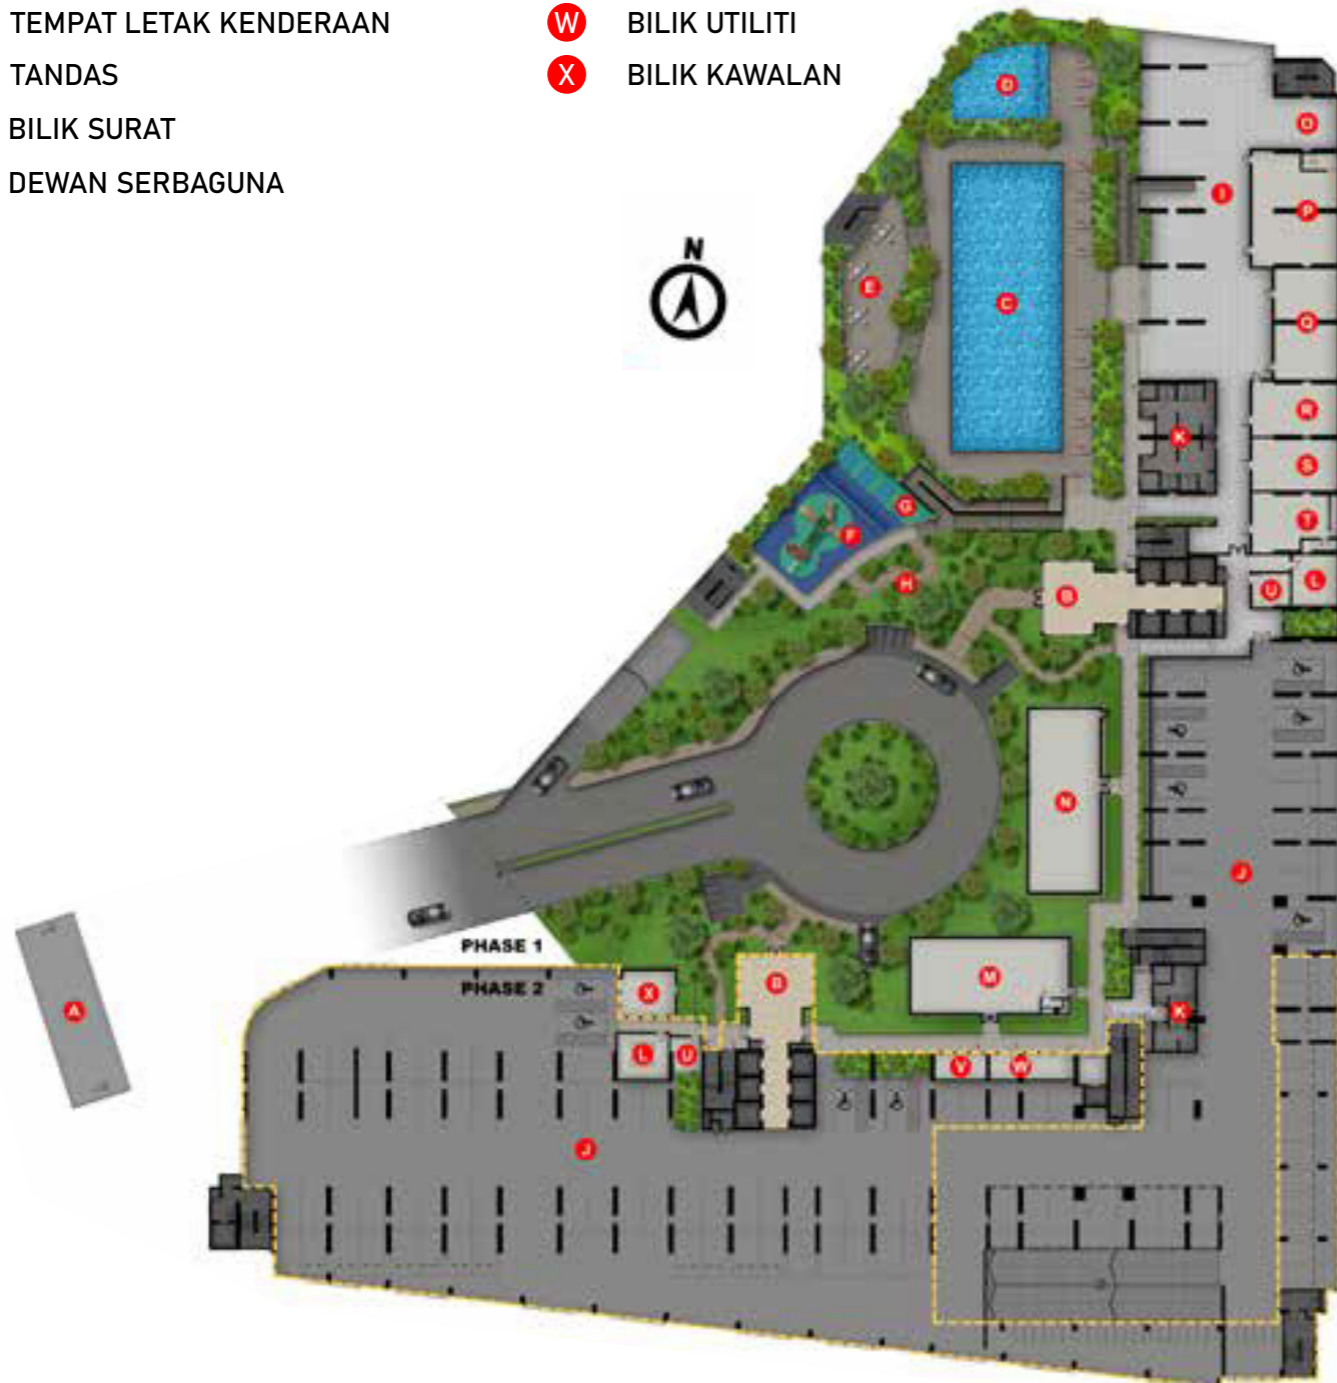 TEMPAT LETAK KENDERAAN
W BILIK UTILITI
TANDAS
X BILIK KAWALAN
BILIK SURAT
DEWAN SERBAGUNA
D
O
I
P
N
E
C
Q
K
R
S
G
T
F
H
B
U
L
N
J
PHASE 1
PHASE 2
X
B
M
A
K
L
U
V
W
J